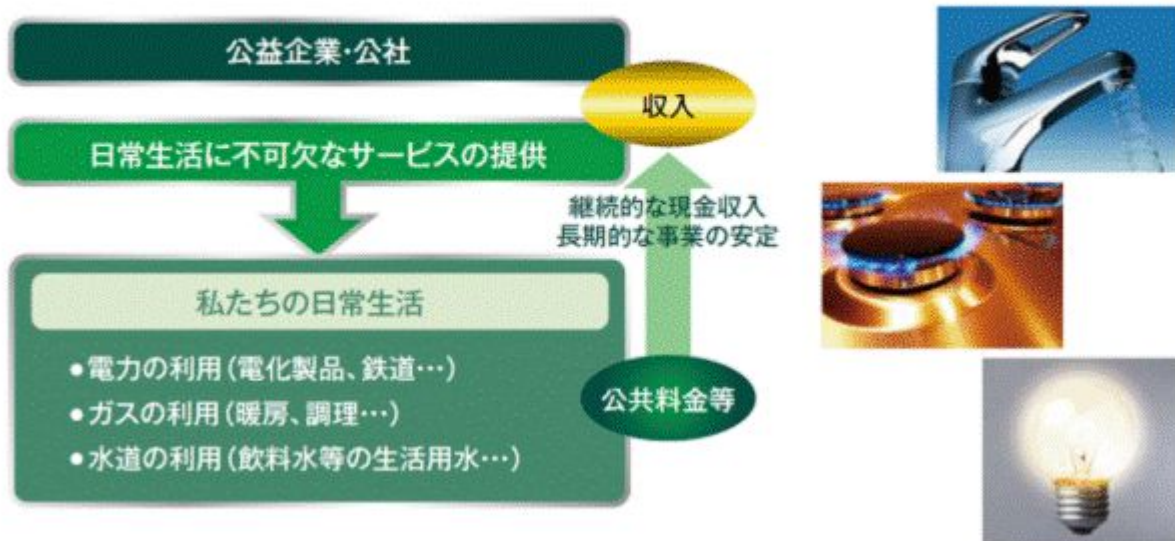 公益企業・公社
収入
日常生活に不可欠なサービスの提供
継続的な現金収入
長期的な事業の安定
私たちの日常生活
●電力の利用(電化製品、鉄道…)
●ガスの利用(暖房、調理…)
●水道の利用(飲料水等の生活用水…)
公共料金等